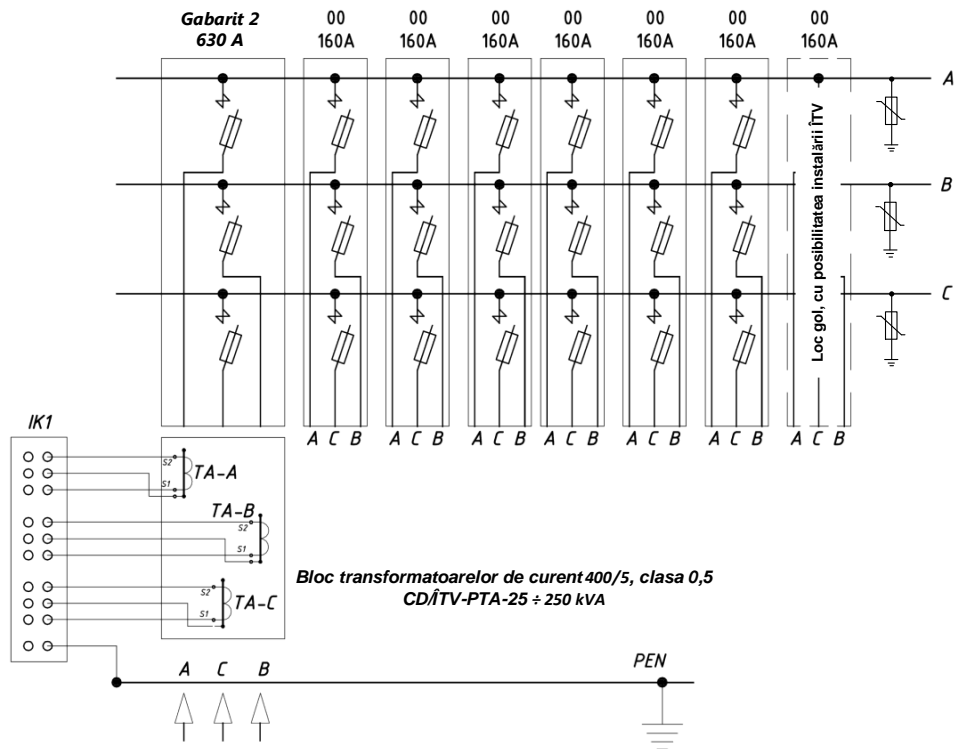 Gabarit 2
630 A
00
160A
00
160A
00
160A
00
160A
00
160A
00
160A
00
160A
A
B
C
Loc gol, cu posibilitatea instalării ÎTV
A C B
A C B
A C B
A C B
A C B
A C B
A C B
IK1
S2
TA-A
S1
TA-B
S2
S1
S2
TA-C
S1
Bloc transformatoarelor de curent 400/5, clasa 0,5
CD/ÎTV-PTA-25 ÷ 250 kVA
A C B
PEN